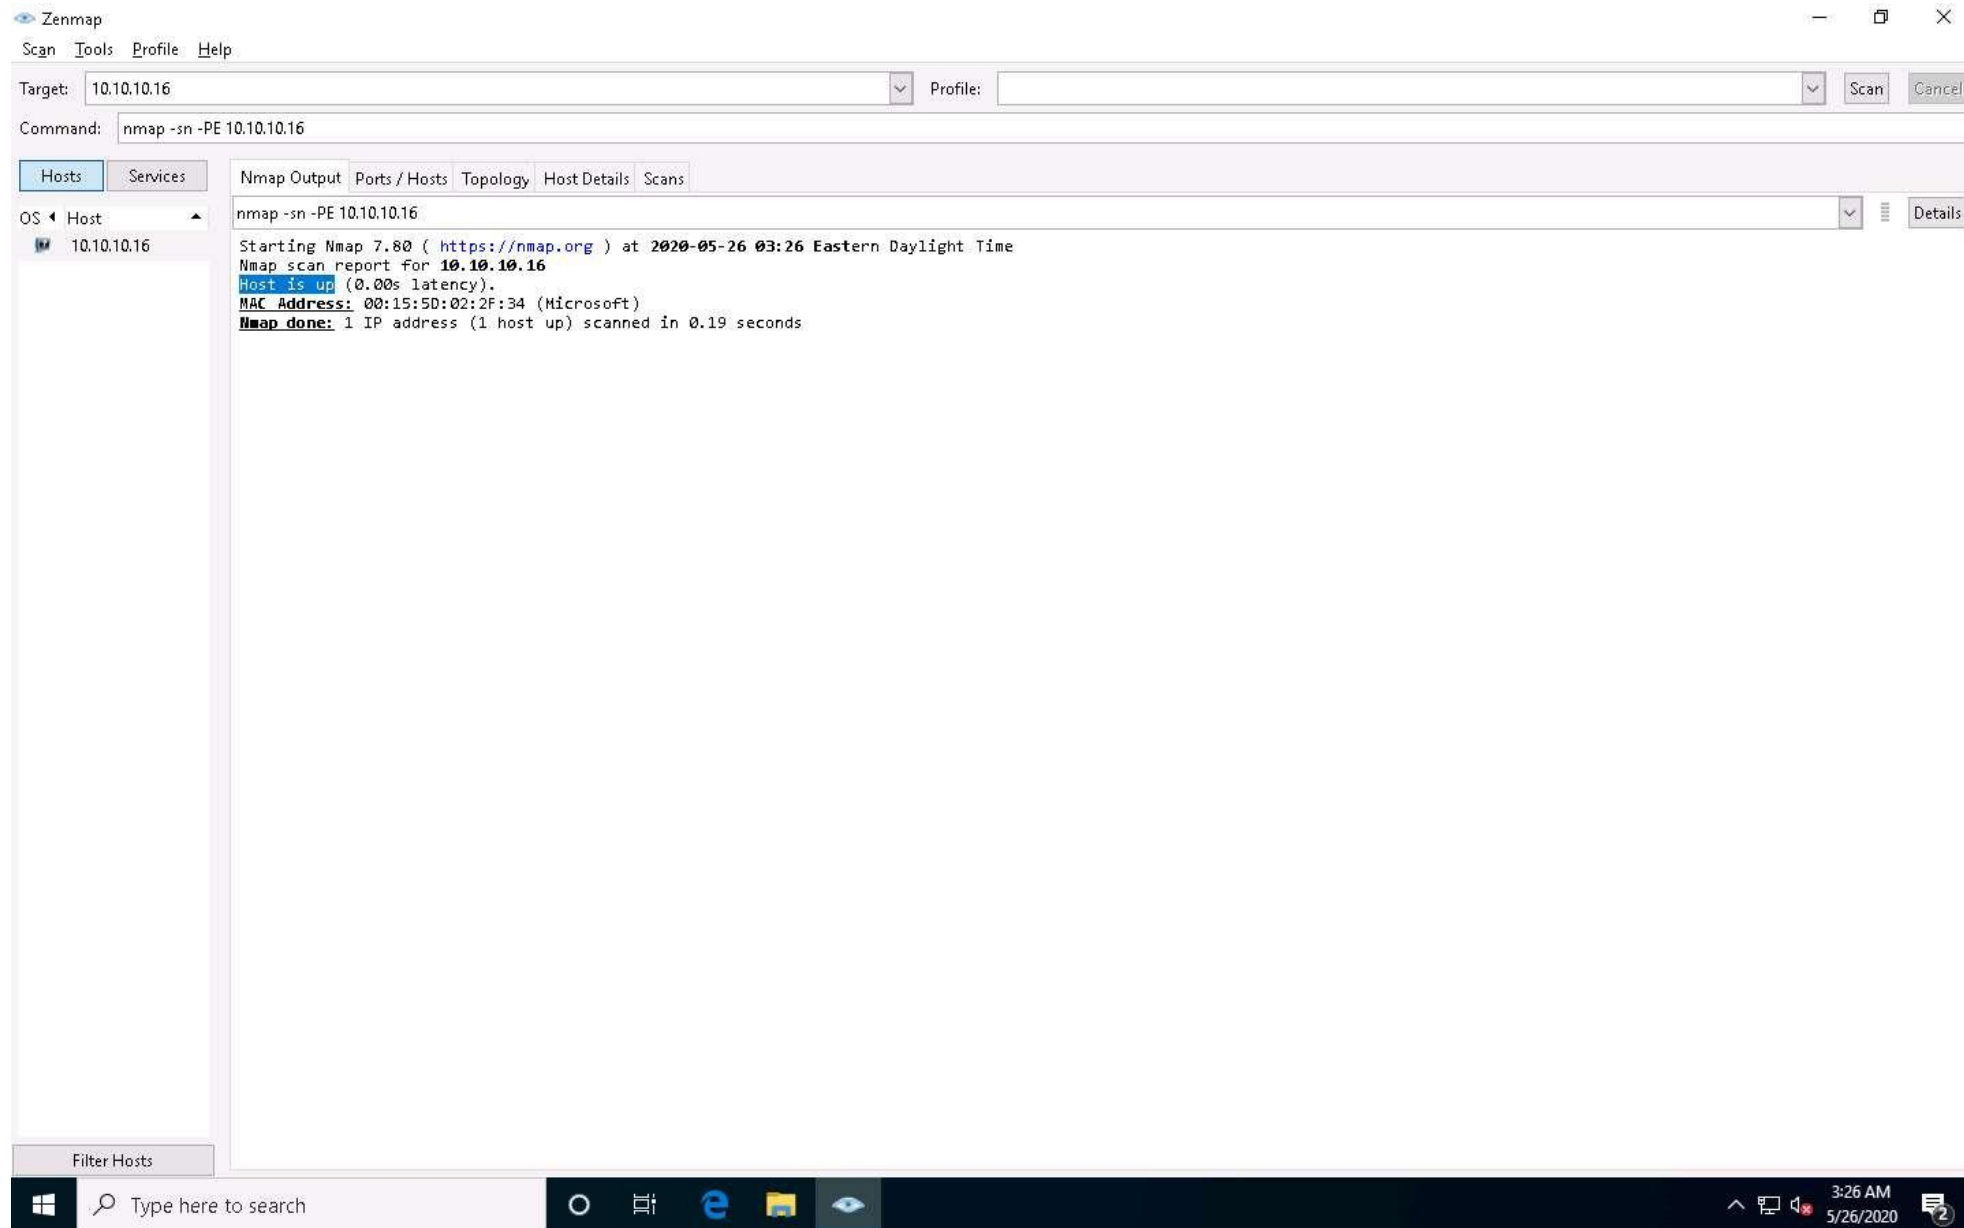 Zenmap
Scan Tools Profile Help
Target: 10.10.10.16 Profile: Scan Cancel
Command: nmap -sn -PE 10.10.10.16
Hosts Services Nmap Output Ports / Hosts Topology Host Details Scans
OS Host nmap -sn -PE 10.10.10.16 Details
10.10.10.16 Starting Nmap 7.80 ( https://nmap.org ) at 2020-05-26 03:26 Eastern Daylight Time
Nmap scan report for 10.10.10.16
Host is up (0.00s latency).
MAC Address: 00:15:5D:02:2F:34 (Microsoft)
Nmap done: 1 IP address (1 host up) scanned in 0.19 seconds
Filter Hosts
Type here to search 3:26 AM
5/26/2020 2